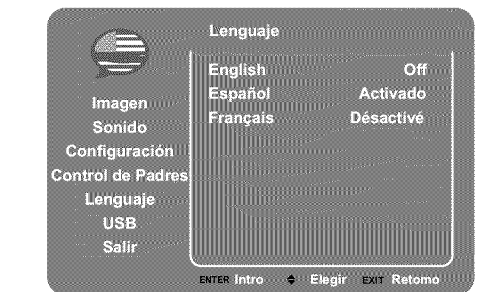 Lenguaje
English Off
Español Activado
Français Désactivé
Imagen
Sonido
Configuración
Control de Padres
Lenguaje
USB
Salir
ENTER Intro Elegir EXIT Retorno